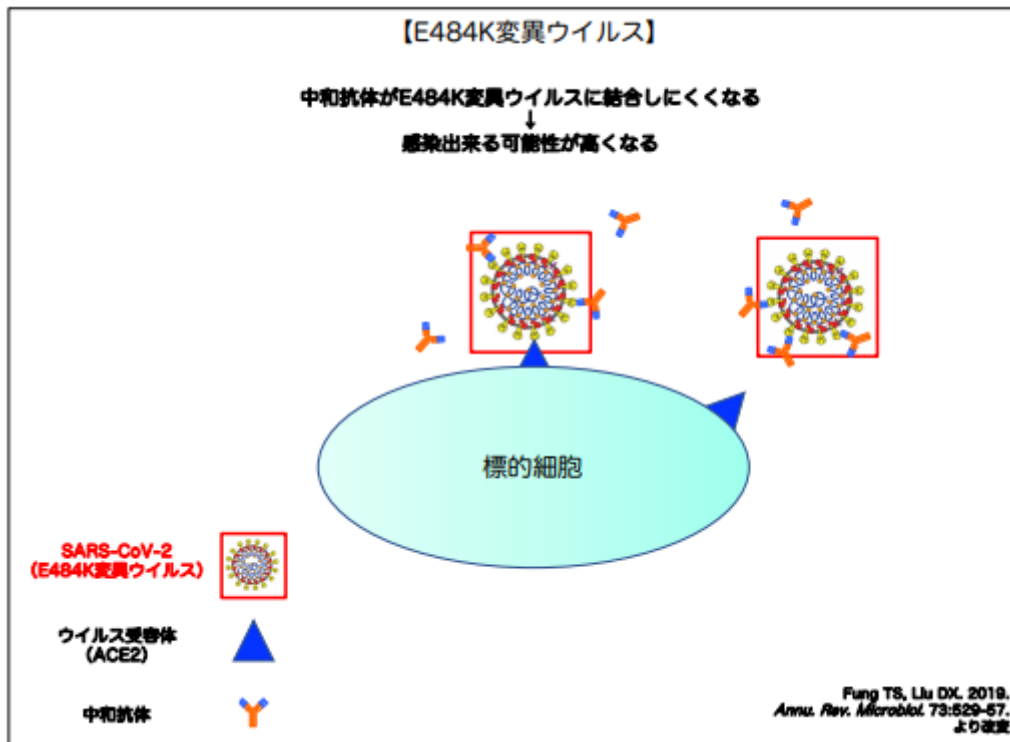 【E484K変異ウイルス】
中和抗体がE484K変異ウイルスに結合しにくくなる
↓
感染出来る可能性が高くなる
標的細胞
SARS-CoV-2
（E484K変異ウイルス）
ウイルス受容体
（ACE2）
中和抗体
Fung TS, Liu DX. 2019.
Annu. Rev. Microbiol. 73:529-57.
より改変